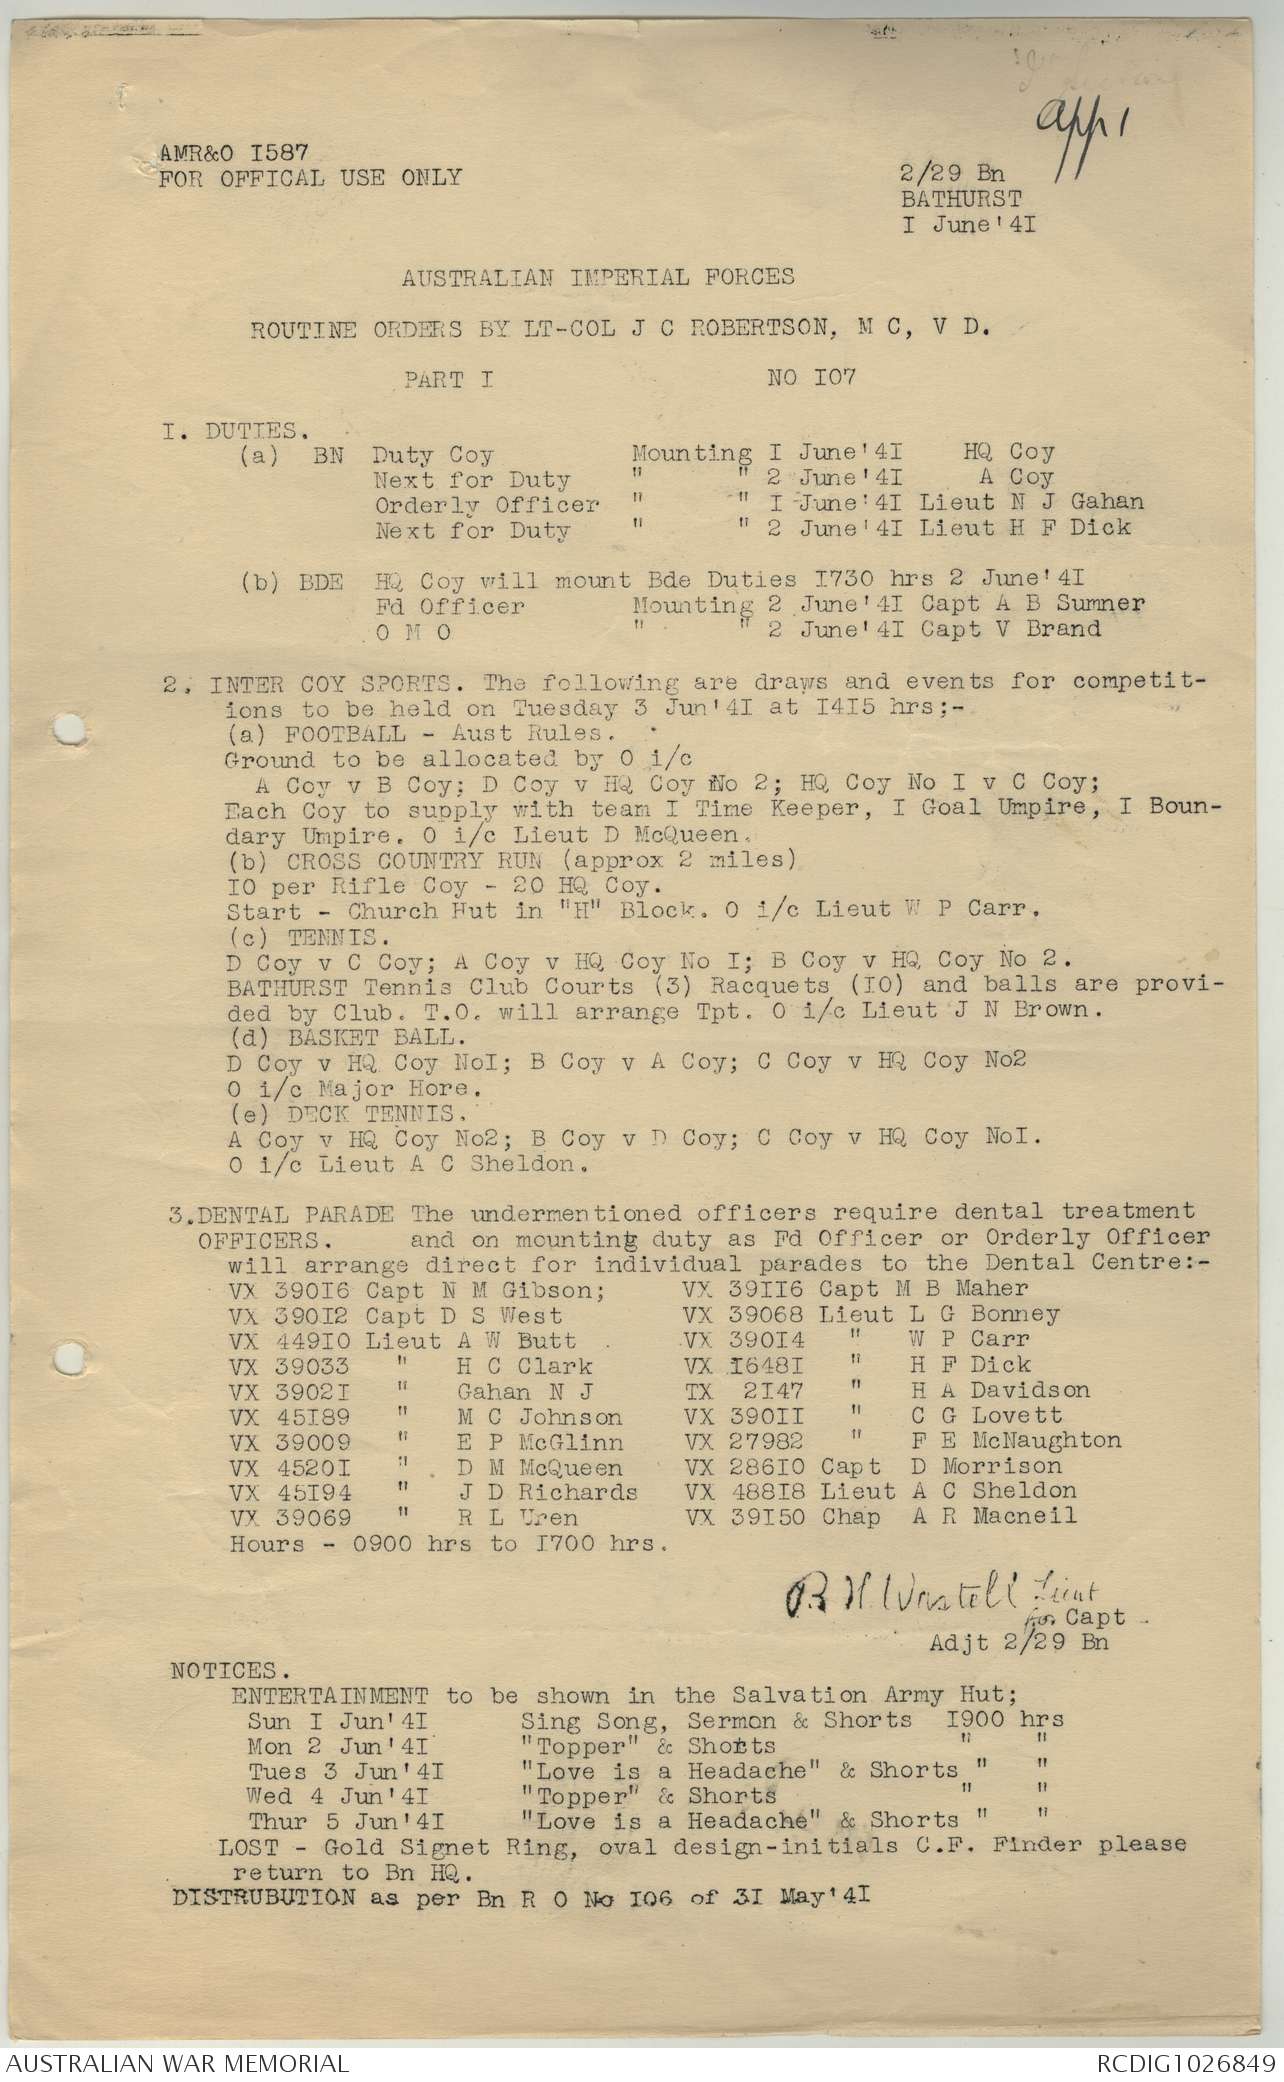 app 1
AMR&O I587
FOR OFFICAL USE ONLY
2/29 Bn
BATHURST
I June'4I
AUSTRALIAN IMPERIAL FORCES
ROUTINE ORDERS BY LT-COL J C ROBERTSON, M C, V D.
PART I NO I07
I. DUTIES.
(a) BN Duty Coy Mounting I June'4I HQ Coy
Next for Duty " " 2 June'4I A Coy
Orderly Officer " " I June'4I Lieut N J Gahan
Next for Duty " " 2 June'4I Lieut H F Dick
(b) BDE HQ Coy will mount Bde Duties I730 hrs 2 June'4I
Fd Officer Mounting 2 June'4I Capt A B Sumner
O M O " " 2 June'4I Capt V Brand
2. INTER COY SPORTS. The following are draws and events for competit-
ions to be held on Tuesday 3 Jun'4I at I4I5 hrs;-
(a) FOOTBALL - Aust Rules.
Ground to be allocated by O i/c
A Coy v B Coy; D Coy v HQ Coy No 2; HQ Coy No I v C Coy;
Each Coy to supply with team I Time Keeper, I Goal Umpire, I Boun-
dary Umpire. O i/c Lieut D McQueen.
(b) CROSS COUNTRY RUN (approx 2 miles)
I0 per Rifle Coy - 20 HQ Coy.
Start - Church Hut in "H" Block. O i/c Lieut W P Carr.
(c) TENNIS.
D Coy v C Coy; A Coy v HQ Coy No I; B Coy v HQ Coy No 2.
BATHURST Tennis Club Courts (3) Racquets (I0) and balls are provi-
ded by Club. T.O. will arrange Tpt. O i/c Lieut J N Brown.
(d) BASKET BALL.
D Coy v HQ Coy NoI; B Coy v A Coy; C Coy v HQ Coy No2
O i/c Major Hore.
(e) DECK TENNIS.
A Coy v HQ Coy No2; B Coy v D Coy; C Coy v HQ Coy NoI.
O i/c Lieut A C Sheldon.
3.DENTAL PARADE The undermentioned officers require dental treatment
OFFICERS. and on mounting duty as Fd Officer or Orderly Officer
will arrange direct for individual parades to the Dental Centre:-
VX 390I6 Capt N M Gibson; VX 39II6 Capt M B Maher
VX 390I2 Capt D S West VX 39068 Lieut L G Bonney
VX 449I0 Lieut A W Butt VX 390I4 " W P Carr
VX 39033 " H C Clark VX I648I " H F Dick
VX 3902I " Gahan N J TX 2I47 " H A Davidson
VX 45I89 " M C Johnson VX 390II " C G Lovett
VX 39009 " E P McGlinn VX 27982 " F E McNaughton
VX 4520I " D M McQueen VX 286I0 Capt D Morrison
VX 45I94 " J D Richards VX 488I8 Lieut A C Sheldon
VX 39069 " R L Uren VX 39I50 Chap A R Macneil
Hours - 0900 hrs to I700 hrs.
B H Wastell Lieut
for Capt
Adjt 2/29 Bn
NOTICES.
ENTERTAINMENT to be shown in the Salvation Army Hut;
Sun I Jun'4I Sing Song, Sermon & Shorts I900 hrs
Mon 2 Jun'4I "Topper" & Shorts " "
Tues 3 Jun'4I "Love is a Headache" & Shorts " "
Wed 4 Jun'4I "Topper" & Shorts " "
Thur 5 Jun'4I "Love is a Headache" & Shorts " "
LOST - Gold Signet Ring, oval design-initials C.F. Finder please
return to Bn HQ.
DISTRUBUTION as per Bn R O No I06 of 3I May'4I
AUSTRALIAN WAR MEMORIAL
RCDIG1026849